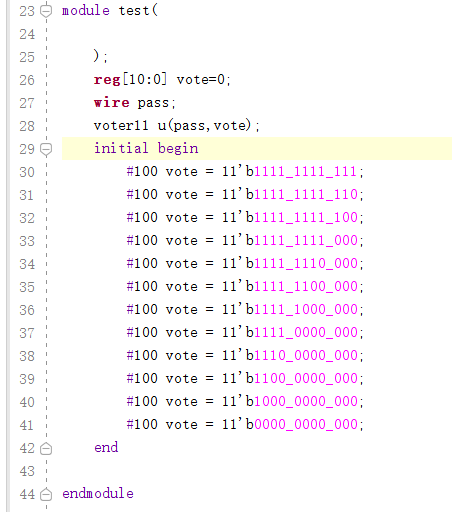 23 module test(
24
25 );
26 reg[10:0] vote=0;
27 wire pass;
28 voter11 u(pass,vote);
29 initial begin
30 #100 vote = 11'b1111_1111_111;
31 #100 vote = 11'b1111_1111_110;
32 #100 vote = 11'b1111_1111_100;
33 #100 vote = 11'b1111_1111_000;
34 #100 vote = 11'b1111_1110_000;
35 #100 vote = 11'b1111_1100_000;
36 #100 vote = 11'b1111_1000_000;
37 #100 vote = 11'b1111_0000_000;
38 #100 vote = 11'b1110_0000_000;
39 #100 vote = 11'b1100_0000_000;
40 #100 vote = 11'b1000_0000_000;
41 #100 vote = 11'b0000_0000_000;
42 end
43
44 endmodule